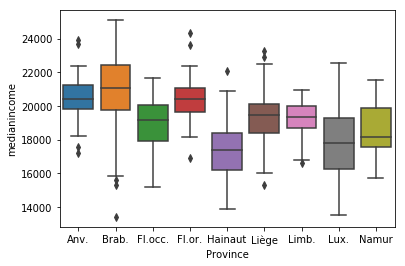 24000
22000
20000
18000
16000
14000
medianincome
Anv. Brab. Fl.occ. Fl.or. Hainaut Liège Limb. Lux. Namur
Province